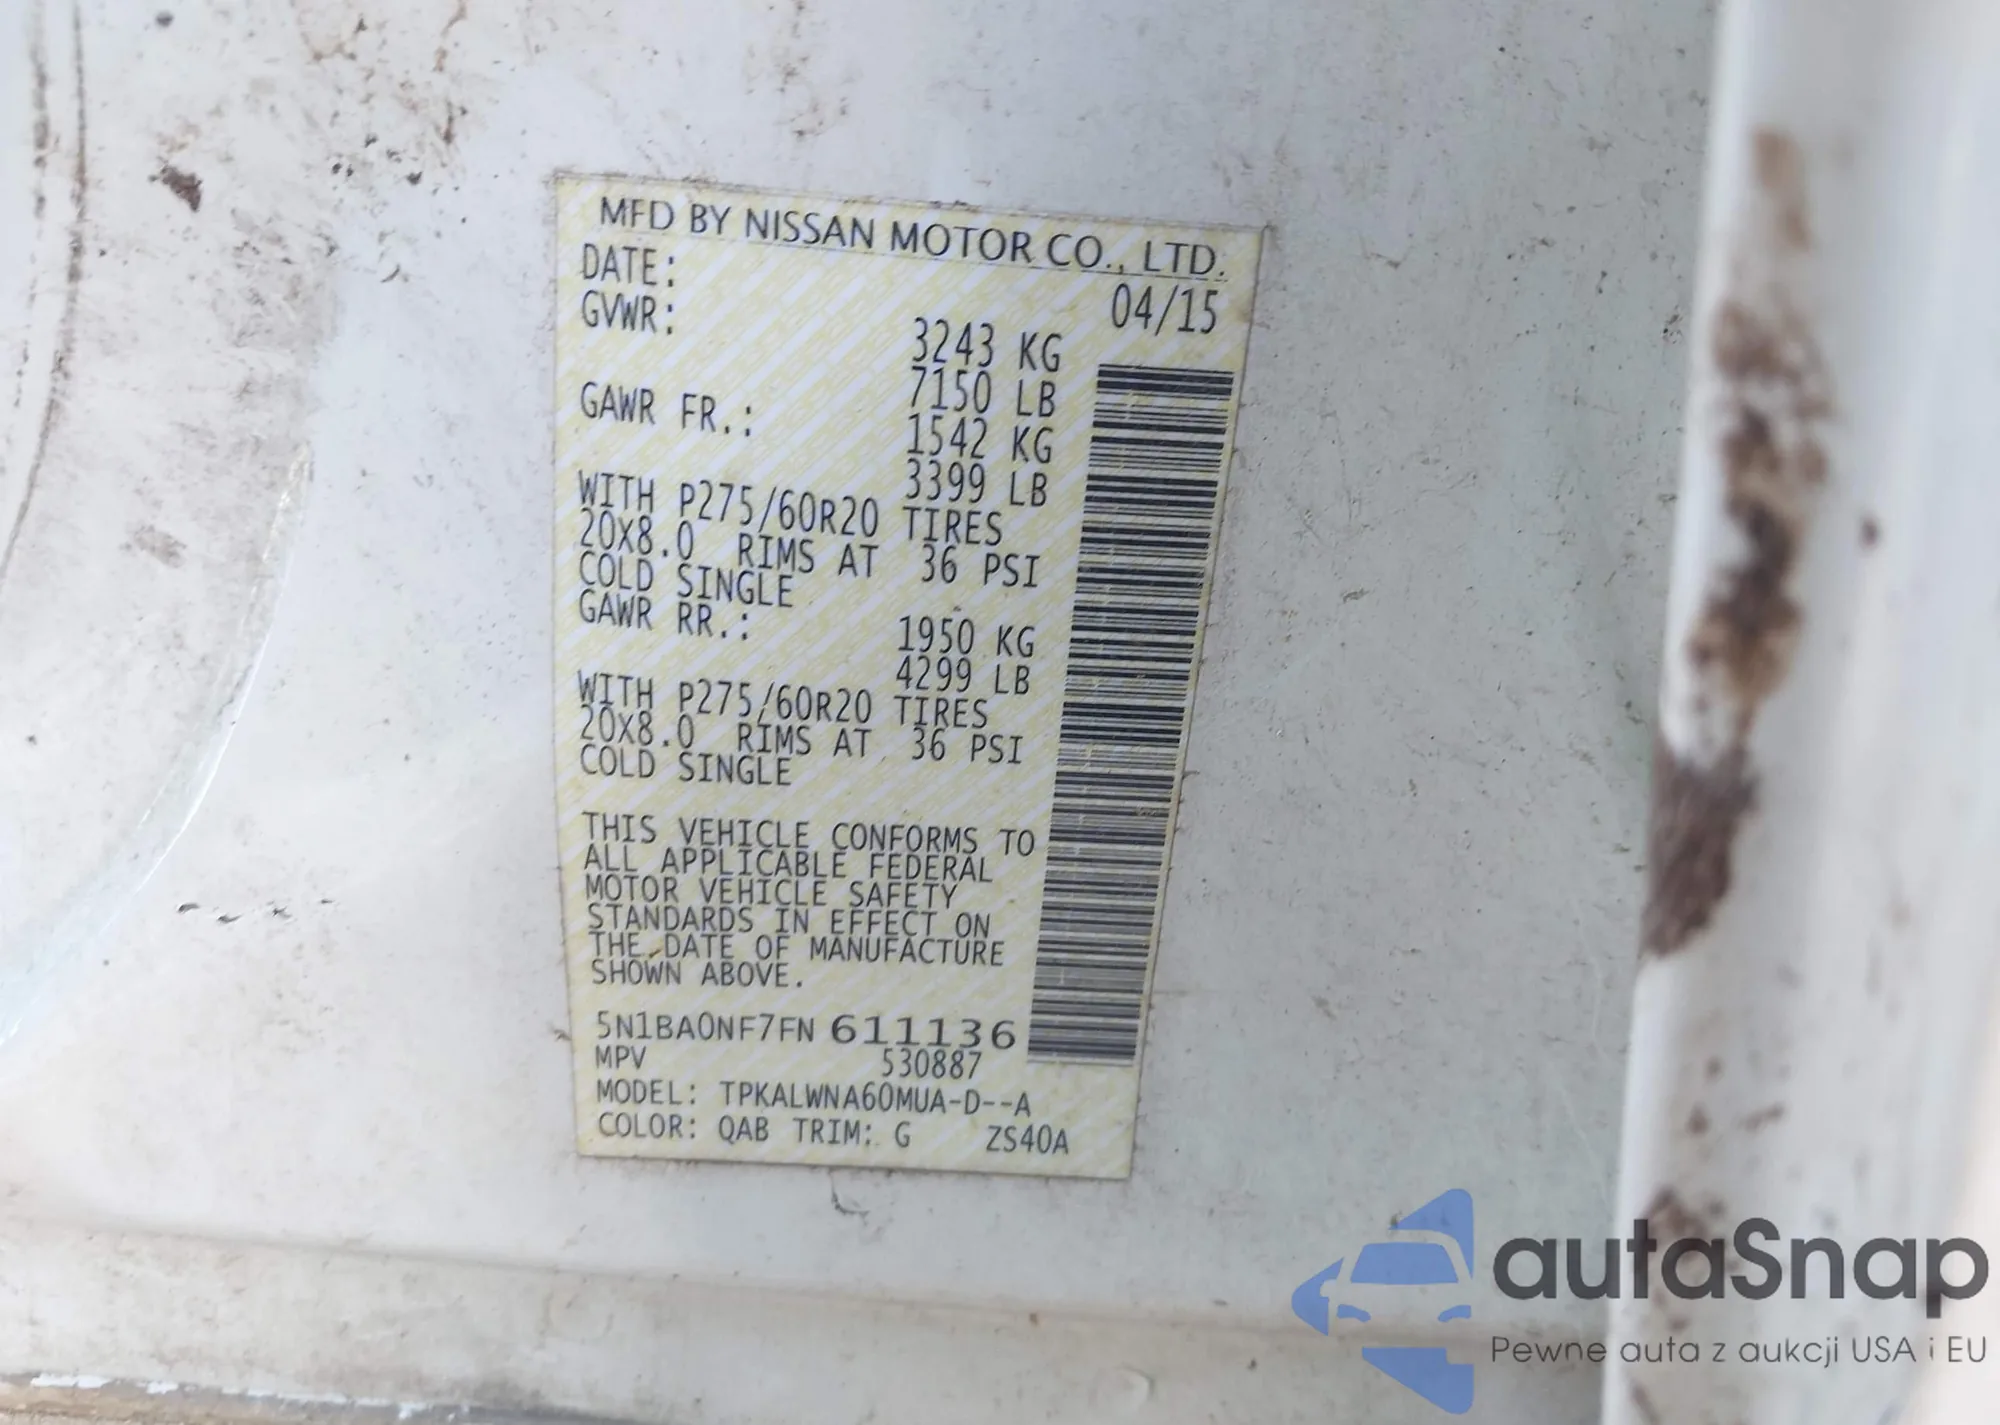 MFD BY NISSAN MOTOR CO., LTD.
DATE: 04/15
GVWR: 3243 KG
7150 LB
GAWR FR.: 1542 KG
3399 LB
WITH P275/60R20 TIRES
20X8.0 RIMS AT 36 PSI
COLD SINGLE
GAWR RR.: 1950 KG
4299 LB
WITH P275/60R20 TIRES
20X8.0 RIMS AT 36 PSI
COLD SINGLE
THIS VEHICLE CONFORMS TO
ALL APPLICABLE FEDERAL
MOTOR VEHICLE SAFETY
STANDARDS IN EFFECT ON
THE DATE OF MANUFACTURE
SHOWN ABOVE.
5N1BA0NF7FN 611136
MPV 530887
MODEL: TPKALWNA60MUA-D--A
COLOR: QAB TRIM: G ZS40A
autaSnap
Pewne auta z aukcji USA i EU